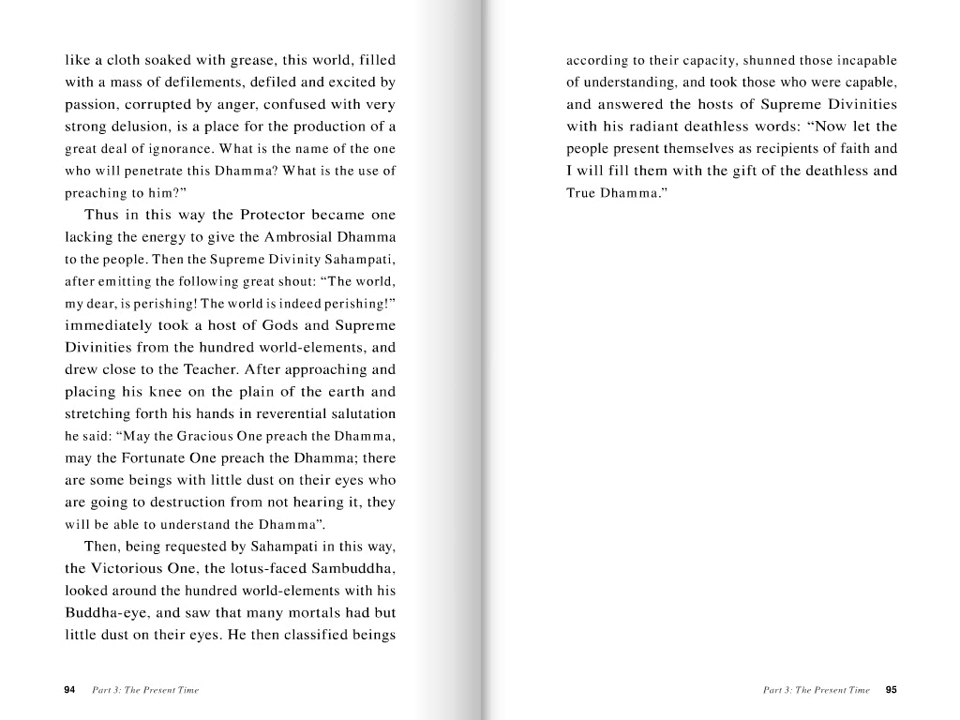 like a cloth soaked with grease, this world, filled
with a mass of defilements, defiled and excited by
passion, corrupted by anger, confused with very
strong delusion, is a place for the production of a
great deal of ignorance. What is the name of the one
who will penetrate this Dhamma? What is the use of
preaching to him?”
Thus in this way the Protector became one
lacking the energy to give the Ambrosial Dhamma
to the people. Then the Supreme Divinity Sahampati,
after emitting the following great shout: “The world,
my dear, is perishing! The world is indeed perishing!”
immediately took a host of Gods and Supreme
Divinities from the hundred world-elements, and
drew close to the Teacher. After approaching and
placing his knee on the plain of the earth and
stretching forth his hands in reverential salutation
he said: “May the Gracious One preach the Dhamma,
may the Fortunate One preach the Dhamma; there
are some beings with little dust on their eyes who
are going to destruction from not hearing it, they
will be able to understand the Dhamma”.
Then, being requested by Sahampati in this way,
the Victorious One, the lotus-faced Sambuddha,
looked around the hundred world-elements with his
Buddha-eye, and saw that many mortals had but
little dust on their eyes. He then classified beings
94 Part 3: The Present Time
according to their capacity, shunned those incapable
of understanding, and took those who were capable,
and answered the hosts of Supreme Divinities
with his radiant deathless words: “Now let the
people present themselves as recipients of faith and
I will fill them with the gift of the deathless and
True Dhamma.”
Part 3: The Present Time 95